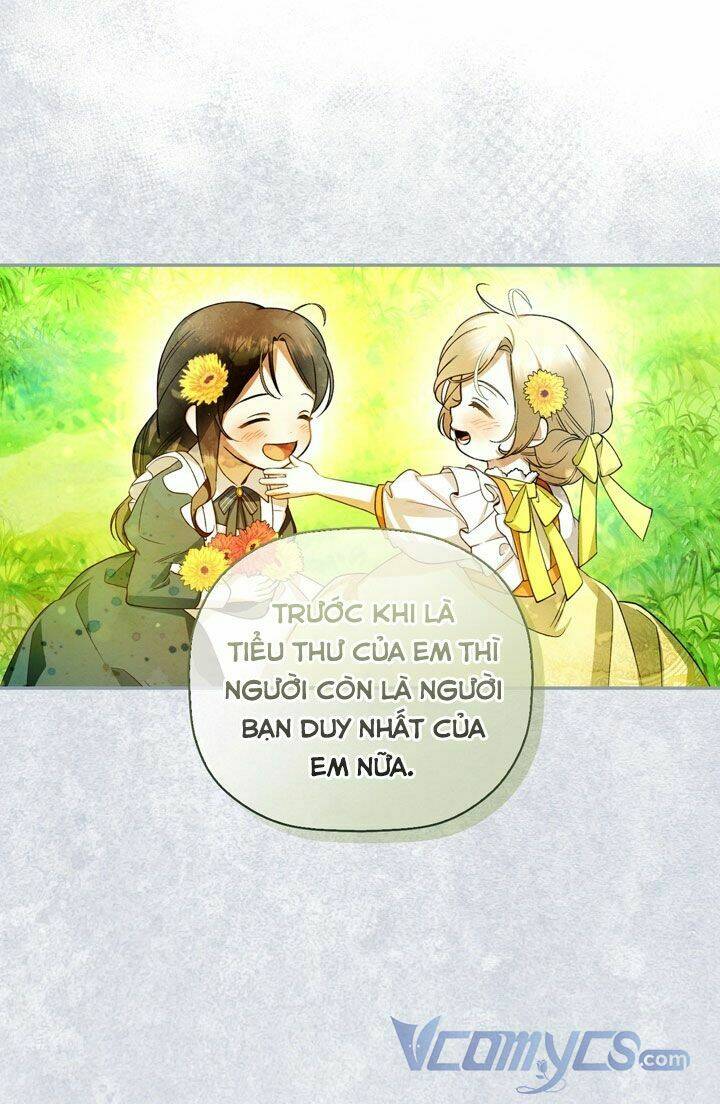 TRƯỚC KHI LÀ
TIỂU THƯ CỦA EM THÌ
NGƯỜI CÒN LÀ NGƯỜI
BẠN DUY NHẤT CỦA
EM NỮA.
VCOMYCS.com